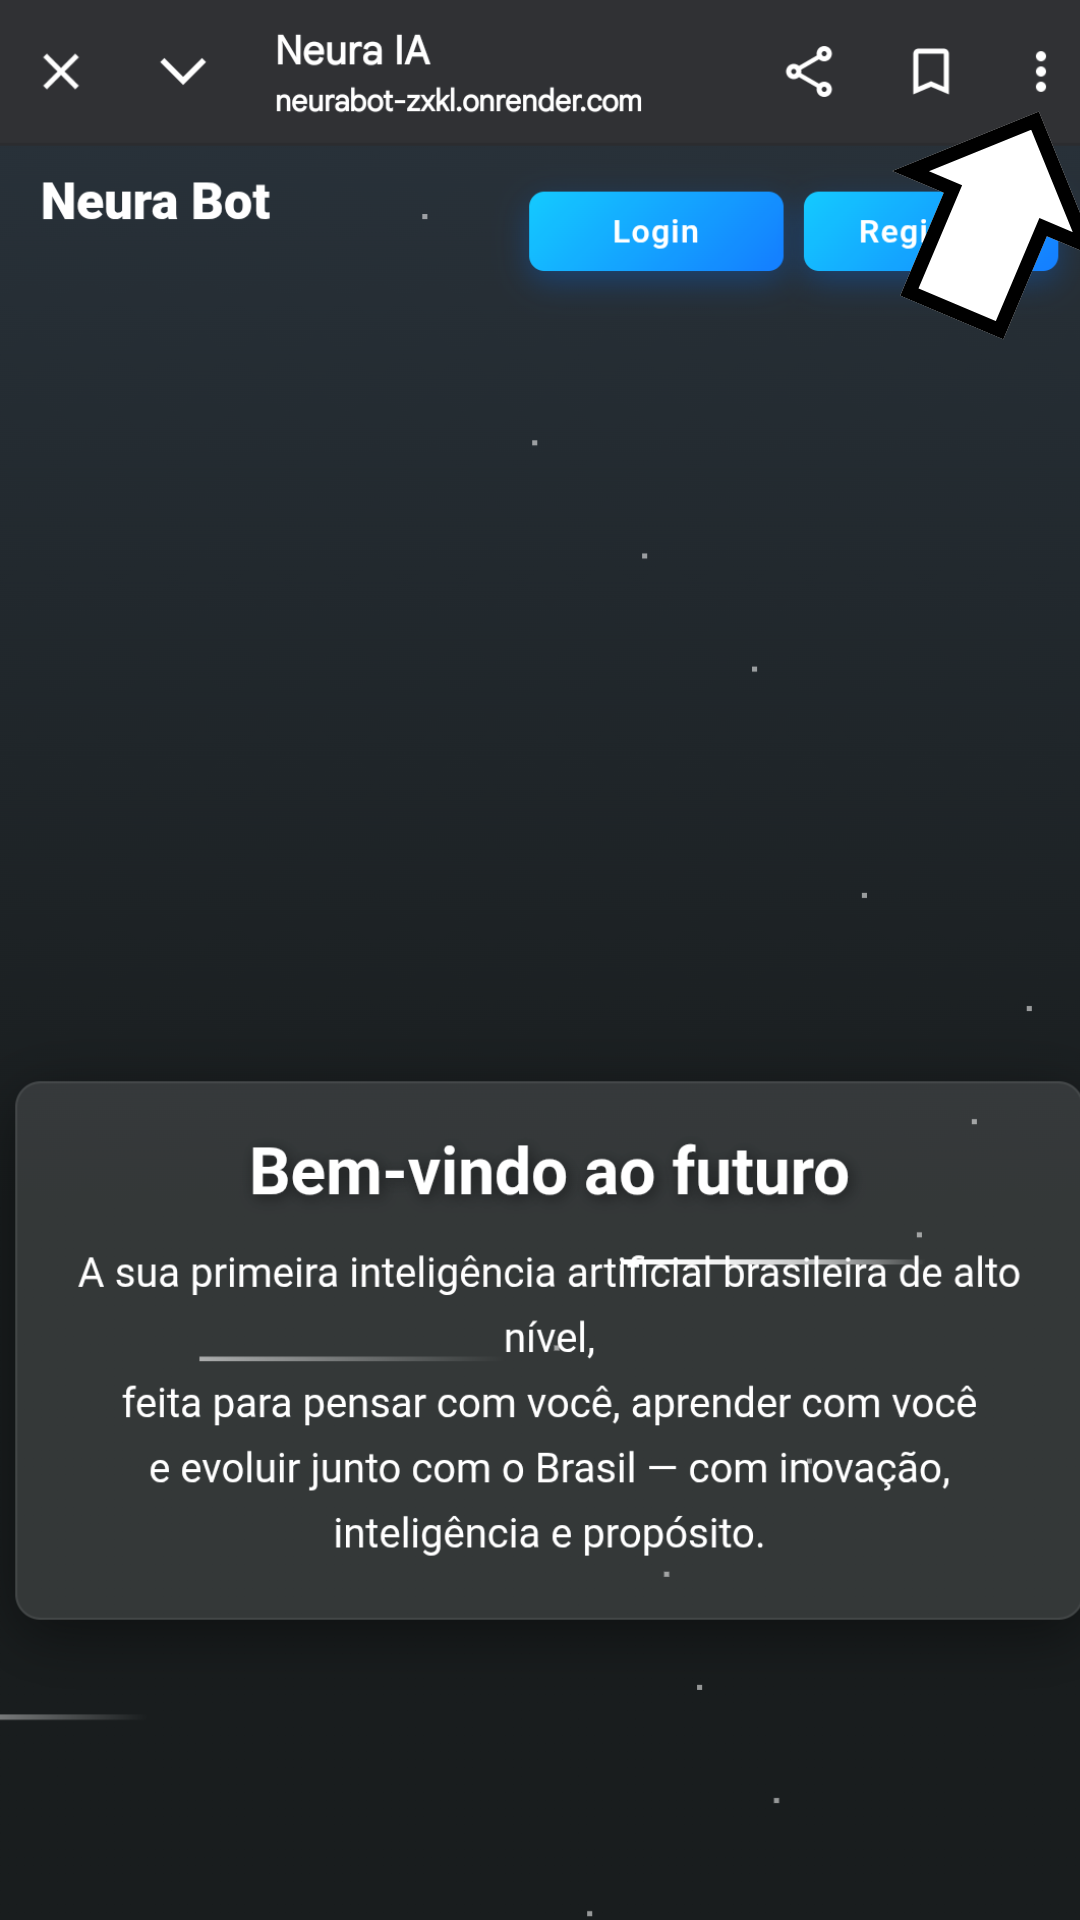 Neura IA
neurabot-zxkl.onrender.com
Neura Bot
Login
Regi
Bem-vindo ao futuro
A sua primeira inteligência artificial brasileira de alto
nível,
feita para pensar com você, aprender com você
e evoluir junto com o Brasil — com inovação,
inteligência e propósito.